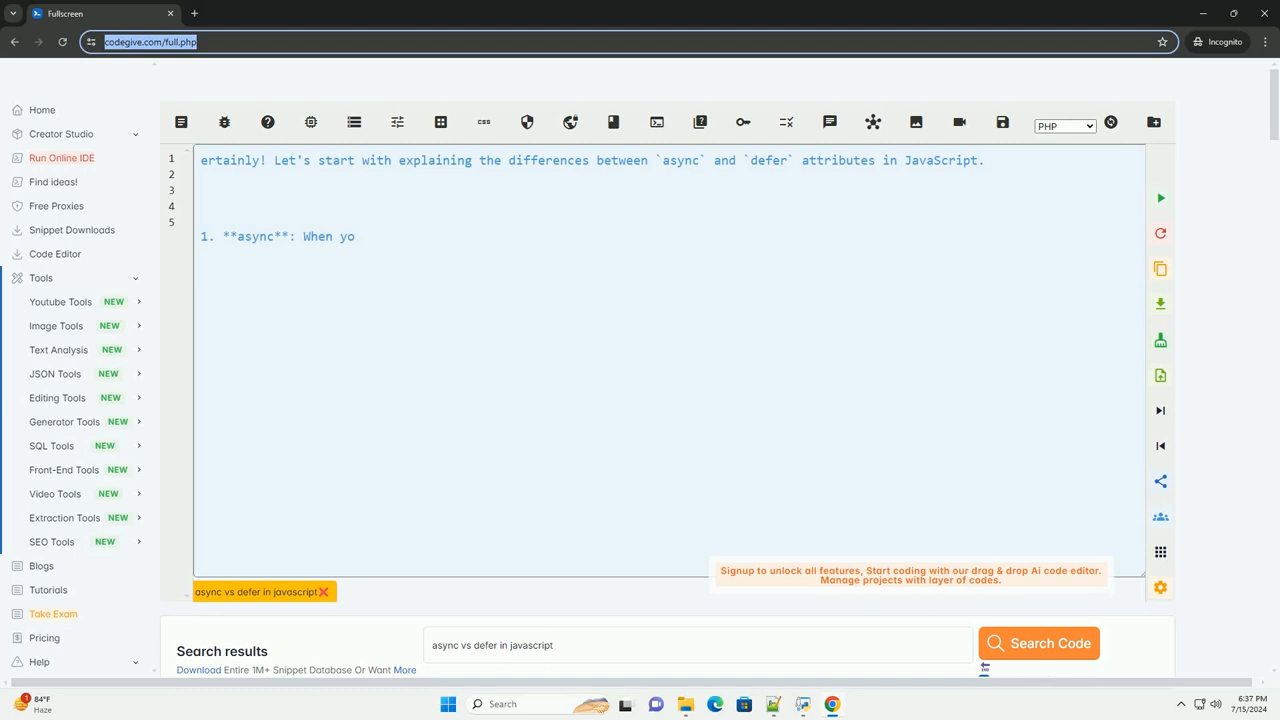 Fullscreen
codegive.com/full.php
Incognito
Home
Creator Studio
Run Online IDE
Find ideas!
Free Proxies
Snippet Downloads
Code Editor
Tools
Youtube Tools NEW
Image Tools NEW
Text Analysis NEW
JSON Tools NEW
Editing Tools NEW
Generator Tools NEW
SQL Tools NEW
Front-End Tools NEW
Video Tools NEW
Extraction Tools NEW
SEO Tools NEW
Blogs
Tutorials
Take Exam
Pricing
Help
css
PHP
1 ertainly! Let's start with explaining the differences between `async` and `defer` attributes in JavaScript.
2
3
4
5
1. **async**: When yo
Signup to unlock all features, Start coding with our drag & drop Ai code editor.
Manage projects with layer of codes.
async vs defer in javascript❌
Search results
async vs defer in javascript
Search Code
Download Entire 1M+ Snippet Database Or Want More
1
84°F
Haze
Search
5:37 PM
7/15/2024